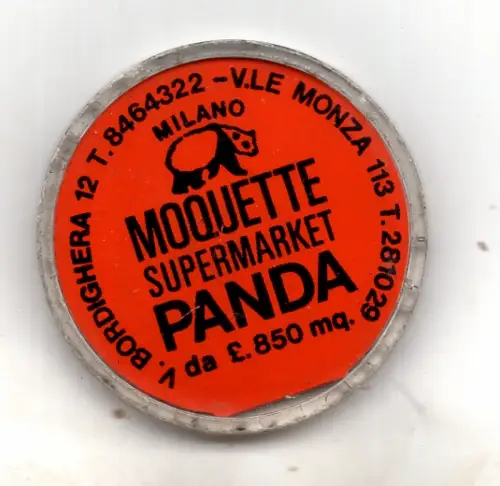 V. BORDIGHERA 12 T. 8464322 - V.LE MONZA 113 T. 281029
MILANO
MOQUETTE
SUPERMARKET
PANDA
da £. 850 mq.